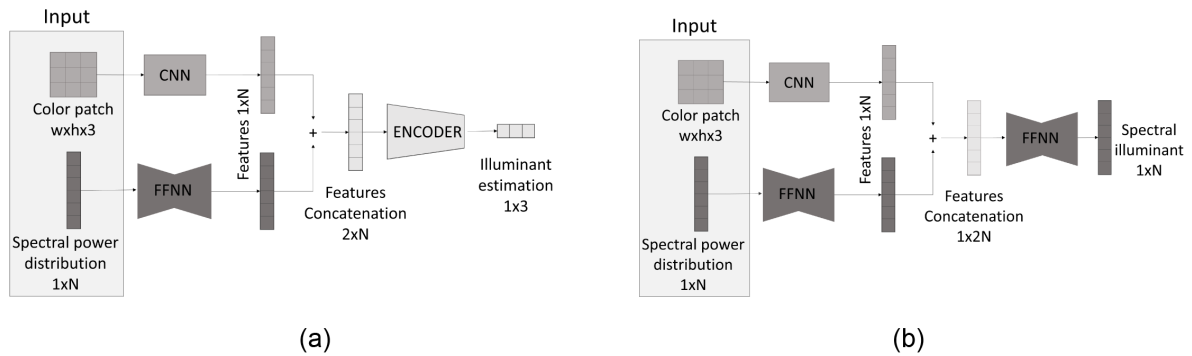 Input
CNN
Color patch
wxhx3
Features 1xN
+
ENCODER
FFNN
Illuminant
estimation
1x3
Features
Concatenation
2xN
Spectral power
distribution
1xN
(a)
Input
CNN
Color patch
wxhx3
Features 1xN
+
FFNN
Spectral
illuminant
1xN
FFNN
Features
Concatenation
1x2N
Spectral power
distribution
1xN
(b)